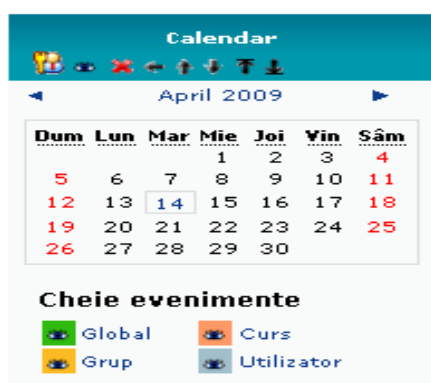 Calendar
◄ April 2009 ►
Dum Lun Mar Mie Joi Vin Sâm
1 2 3 4
5 6 7 8 9 10 11
12 13 14 15 16 17 18
19 20 21 22 23 24 25
26 27 28 29 30
Cheie evenimente
Global Curs
Grup Utilizator